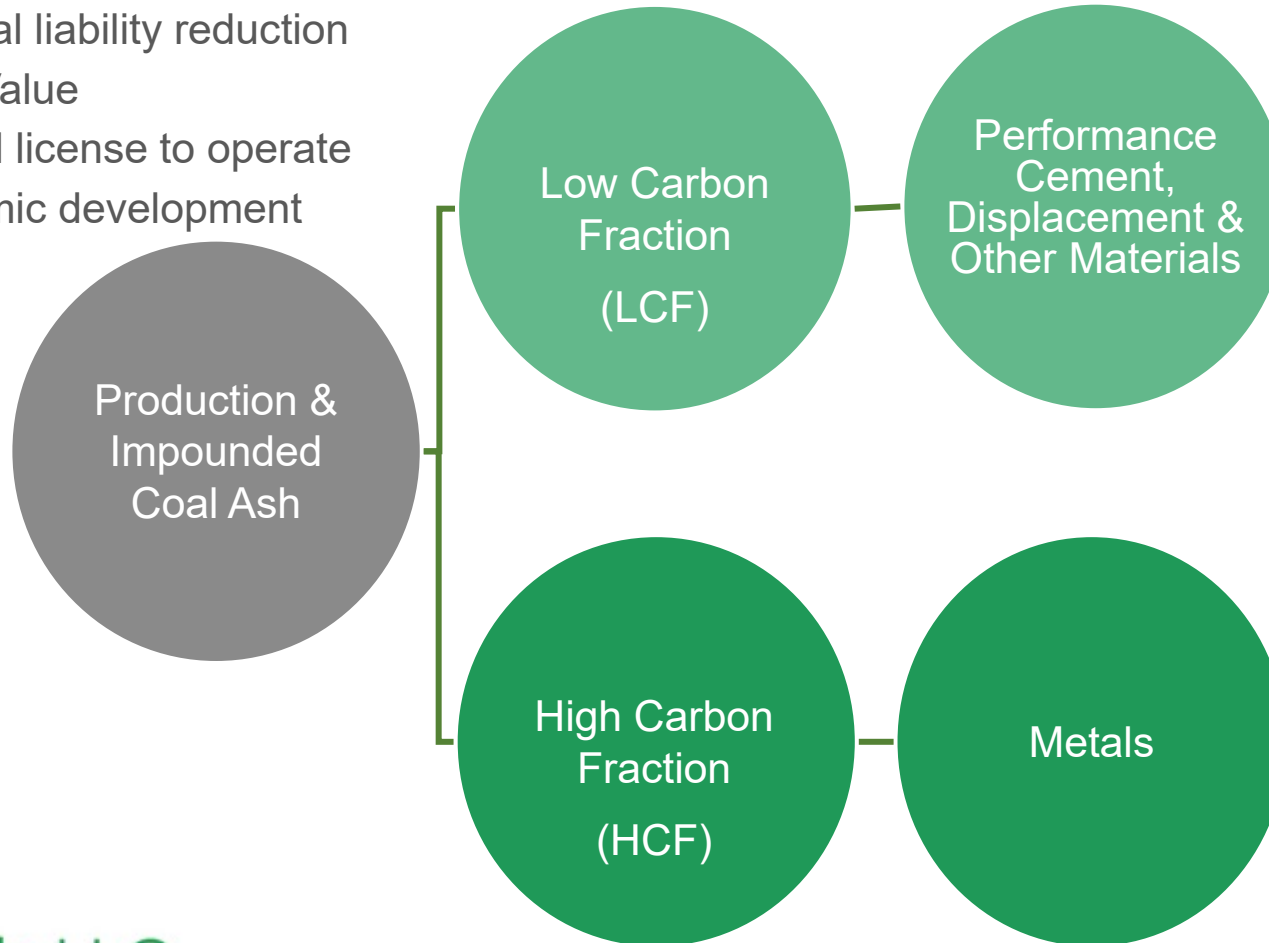 al liability reduction
alue
license to operate
mic development
Low Carbon
Fraction
(LCF)
Performance
Cement,
Displacement &
Other Materials
Production &
Impounded
Coal Ash
High Carbon
Fraction
(HCF)
Metals